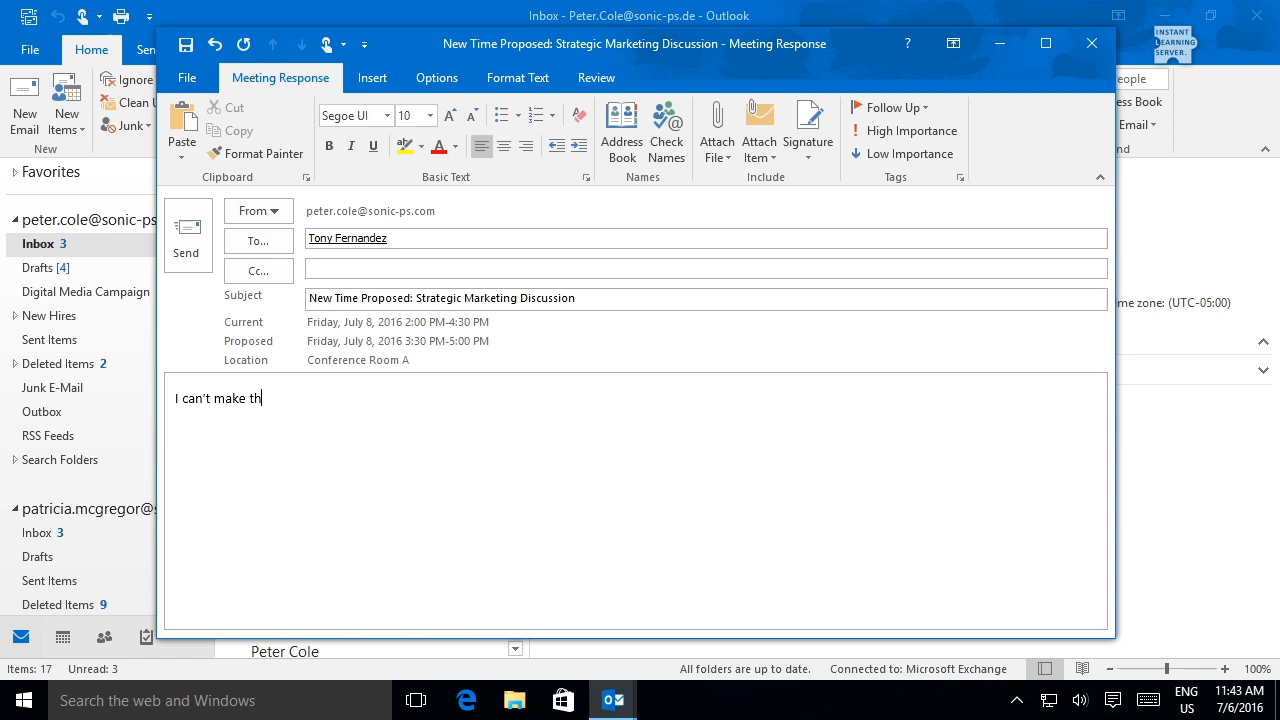 Inbox - Peter.Cole@sonic-ps.de - Outlook
File
Home
Sen
INSTANT
LEARNING
SERVER.
New Time Proposed: Strategic Marketing Discussion - Meeting Response
?
File
Meeting Response
Insert
Options
Format Text
Review
New
Email
New
Items
Ignore
Clean U
Junk
New
Paste
Cut
Copy
Format Painter
Clipboard
Segoe UI
10
A
A
B
I
U
ab
A
Basic Text
Address
Book
Check
Names
Names
Attach
File
Attach
Item
Signature
Include
Follow Up
High Importance
Low Importance
Tags
eople
ess Book
Email
nd
Favorites
peter.cole@sonic-ps
Inbox 3
Drafts [4]
Digital Media Campaign
New Hires
Sent Items
Deleted Items 2
Junk E-Mail
Outbox
RSS Feeds
Search Folders
patricia.mcgregor@s
Inbox 3
Drafts
Sent Items
Deleted Items 9
Send
From
peter.cole@sonic-ps.com
To...
Tony Fernandez
Cc...
Subject
New Time Proposed: Strategic Marketing Discussion
Current
Friday, July 8, 2016 2:00 PM-4:30 PM
Proposed
Friday, July 8, 2016 3:30 PM-5:00 PM
Location
Conference Room A
I can't make th
me zone: (UTC-05:00)
Peter Cole
Items: 17
Unread: 3
All folders are up to date.
Connected to: Microsoft Exchange
100%
Search the web and Windows
ENG
US
11:43 AM
7/6/2016